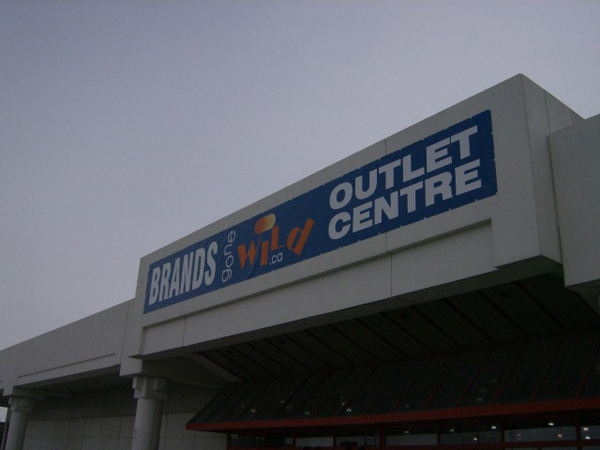 BRANDS
gone
WiLd
.ca
OUTLET
CENTRE